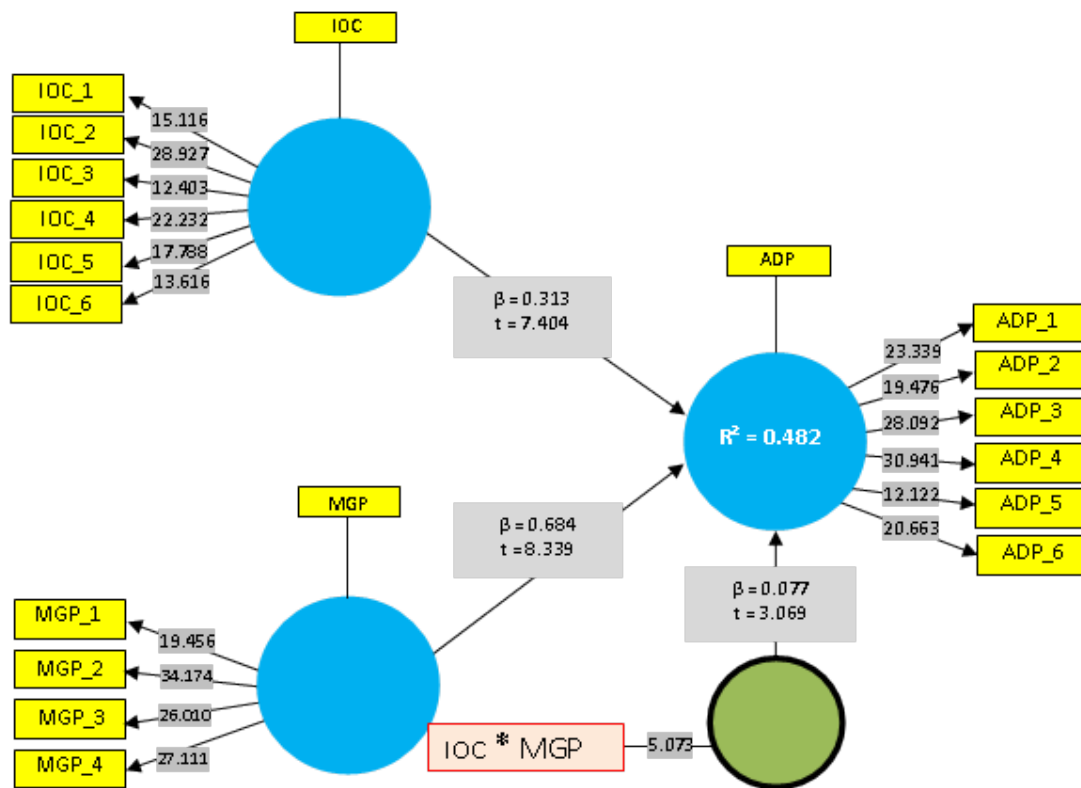 IOC
IOC_1
15.116
IOC_2
28.927
IOC_3
12.403
IOC_4
22.232
IOC_5
17.788
IOC_6
13.616
β = 0.313
t = 7.404
ADP
R² = 0.482
ADP_1
23.339
ADP_2
19.476
ADP_3
28.092
ADP_4
30.941
ADP_5
12.122
ADP_6
20.663
MGP
β = 0.684
t = 8.339
β = 0.077
t = 3.069
MGP_1
19.456
MGP_2
34.174
MGP_3
26.010
MGP_4
27.111
IOC * MGP
5.073